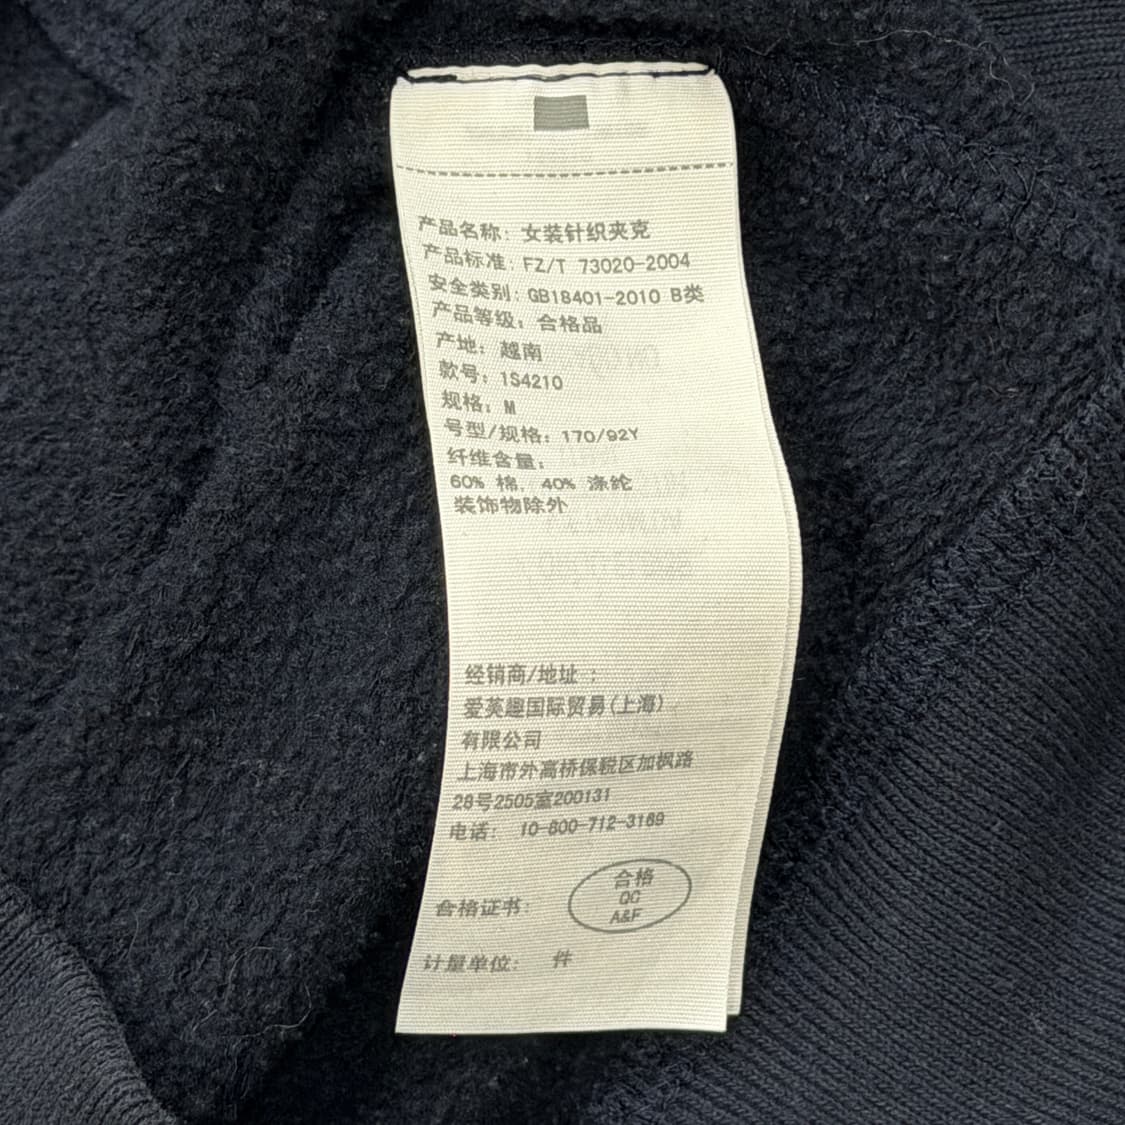 产品名称: 女装针织夹克
产品标准: FZ/T 73020-2004
安全类别: GB18401-2010 B类
产品等级: 合格品
产地: 越南
款号: 1S4210
规格: M
号型/规格: 170/92Y
纤维含量:
60% 棉, 40% 涤纶
装饰物除外
经销商/地址 :
爱芙趣国际贸易(上海)
有限公司
上海市外高桥保税区加枫路
28号2505室200131
电话: 10-800-712-3189
合格
QC
A&F
合格证书:
计量单位: 件